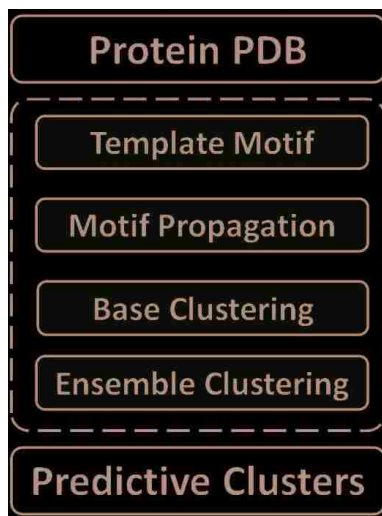 Protein PDB
Template Motif
Motif Propagation
Base Clustering
Ensemble Clustering
Predictive Clusters